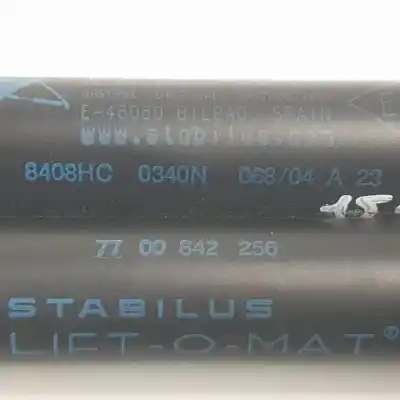 E-48080 BILBAO, SPAIN
www.stabilus.com
8408HC 0340N 068/04 A 23
77 00 842 256
STABILUS
LIFT-O-MAT®